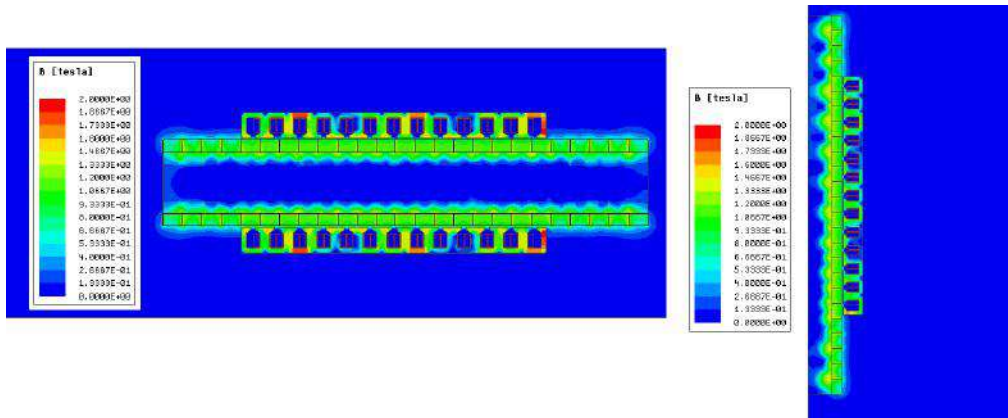 B [tesla]
2.0000E+00
1.8667E+00
1.7333E+00
1.6000E+00
1.4667E+00
1.3333E+00
1.2000E+00
1.0667E+00
9.3333E-01
8.0000E-01
6.6667E-01
5.3333E-01
4.0000E-01
2.6667E-01
1.3333E-01
0.0000E+00
B [tesla]
2.0000E+00
1.8667E+00
1.7333E+00
1.6000E+00
1.4667E+00
1.3333E+00
1.2000E+00
1.0667E+00
9.3333E-01
8.0000E-01
6.6667E-01
5.3333E-01
4.0000E-01
2.6667E-01
1.3333E-01
0.0000E+00